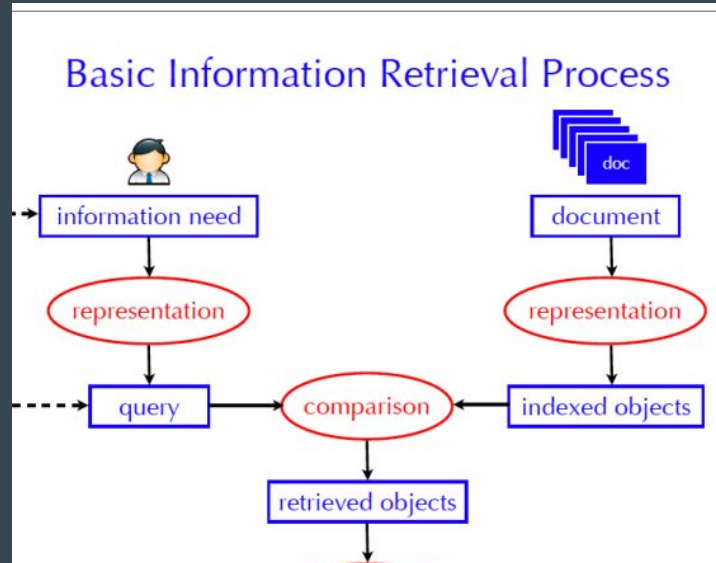 Basic Information Retrieval Process
doc
information need
document
representation
representation
query
comparison
indexed objects
retrieved objects